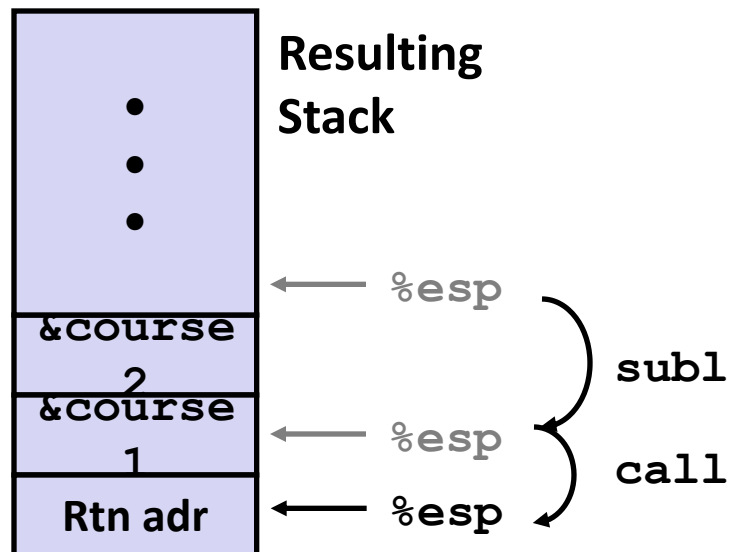 Resulting
Stack
%esp
&course
2
subl
&course
1
%esp
call
Rtn adr
%esp